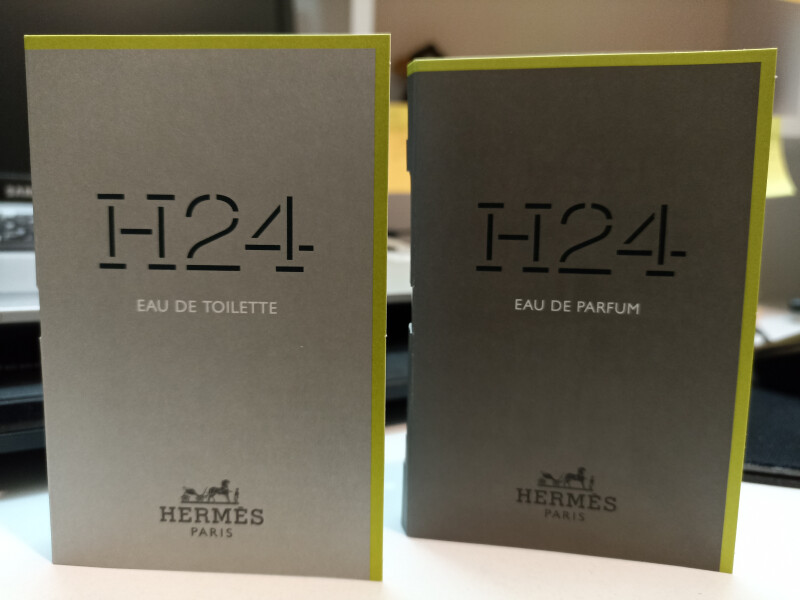 H24
EAU DE TOILETTE
HERMÈS
PARIS
H24
EAU DE PARFUM
HERMÈS
PARIS